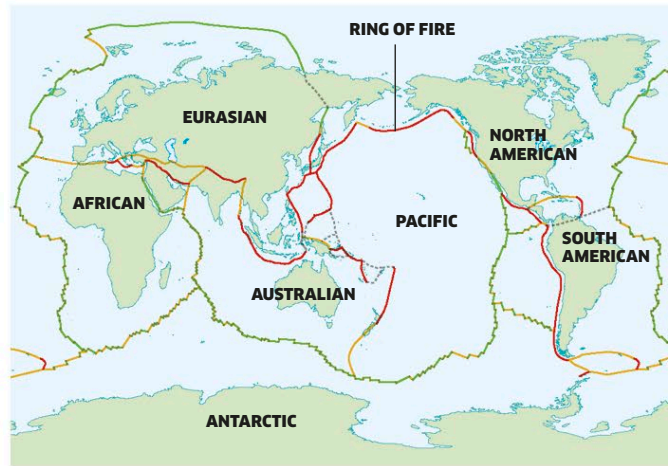 RING OF FIRE
EURASIAN
NORTH
AMERICAN
AFRICAN
PACIFIC
SOUTH
AMERICAN
AUSTRALIAN
ANTARCTIC